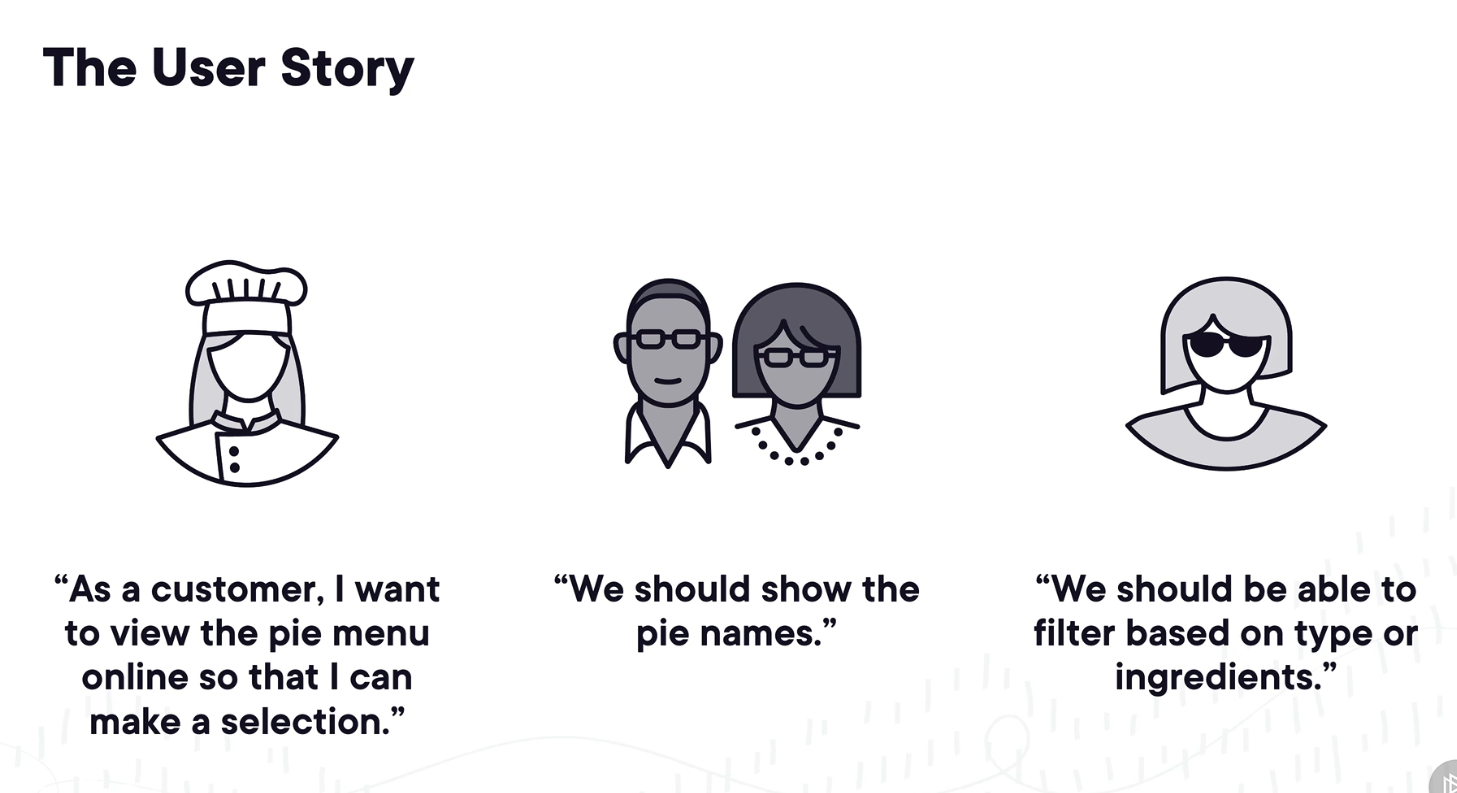 The User Story
“As a customer, I want
to view the pie menu
online so that I can
make a selection.”
“We should show the
pie names.”
“We should be able to
filter based on type or
ingredients.”